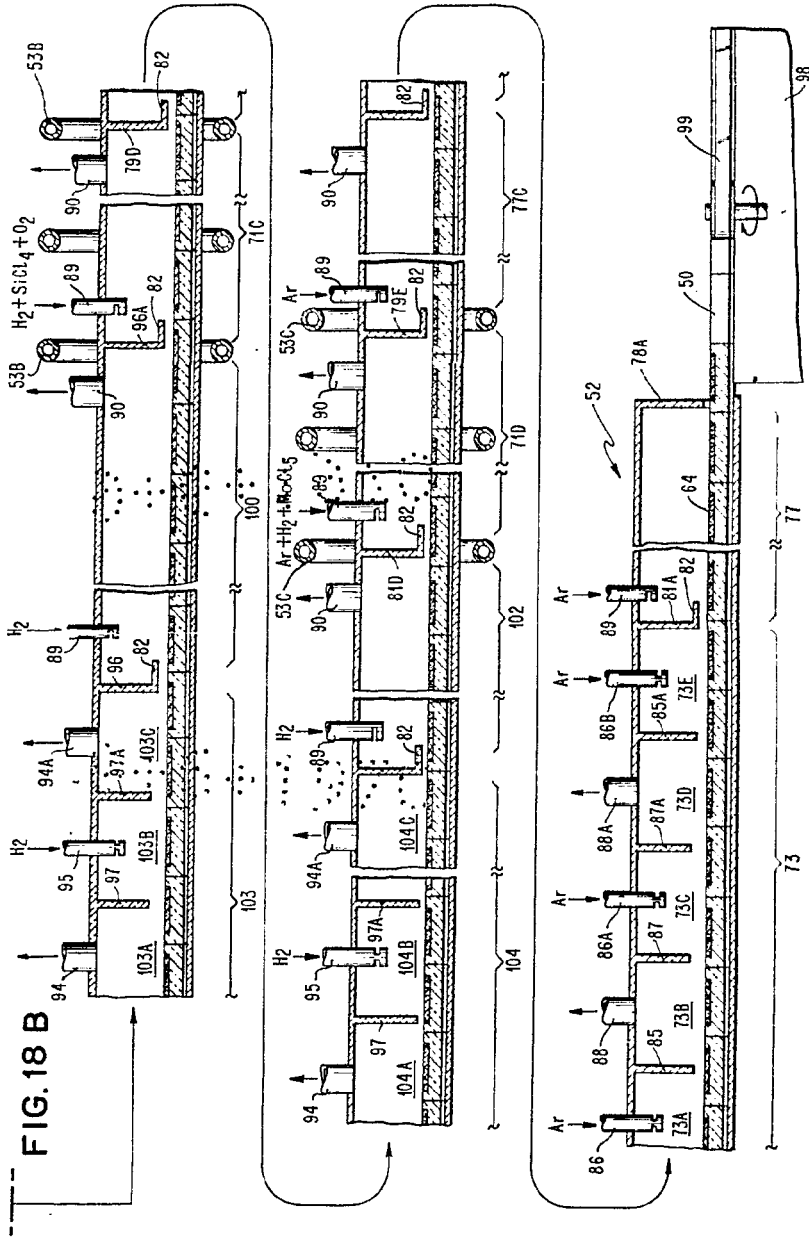 FIG. 18 B
53B
H2+SiCl4+O2
53B
90
89
90
H2
H2
94
95
94A
89
97
97A
96
82
96A
82
79D
82
103A
103B
103C
103
100
71C
Ar+H2+MoCl5
53C
53C
Ar
H2
H2
94
95
94A
89
90
89
90
89
90
97
97A
82
81D
82
79E
82
82
104A
104B
104C
104
102
71D
77C
Ar
Ar
Ar
Ar
86
88
86A
88A
86B
89
52
85
87
87A
85A
81A
82
64
78A
50
99
73A
73B
73C
73D
73E
73
77
98